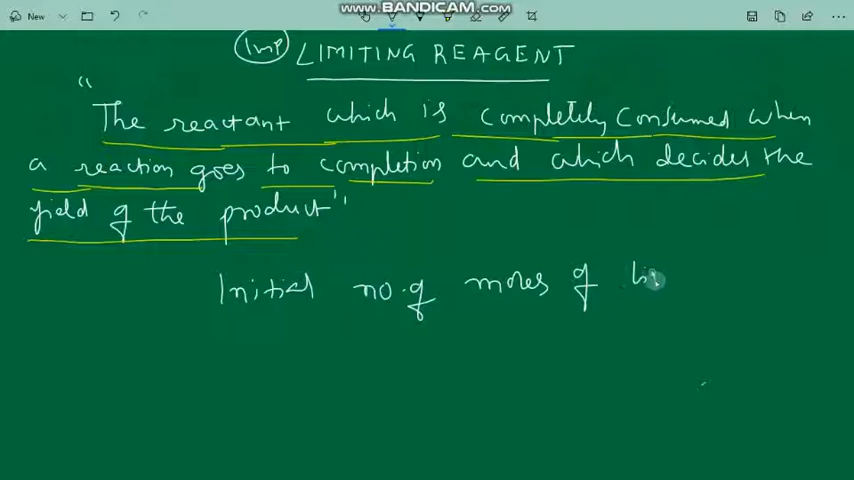 WWW.BANDICAM.COM
New
Imp LIMITING REAGENT
"The reactant which is completely consumed when
a reaction goes to completion and which decides the
yield of the product"
Initial no. of moles of lim